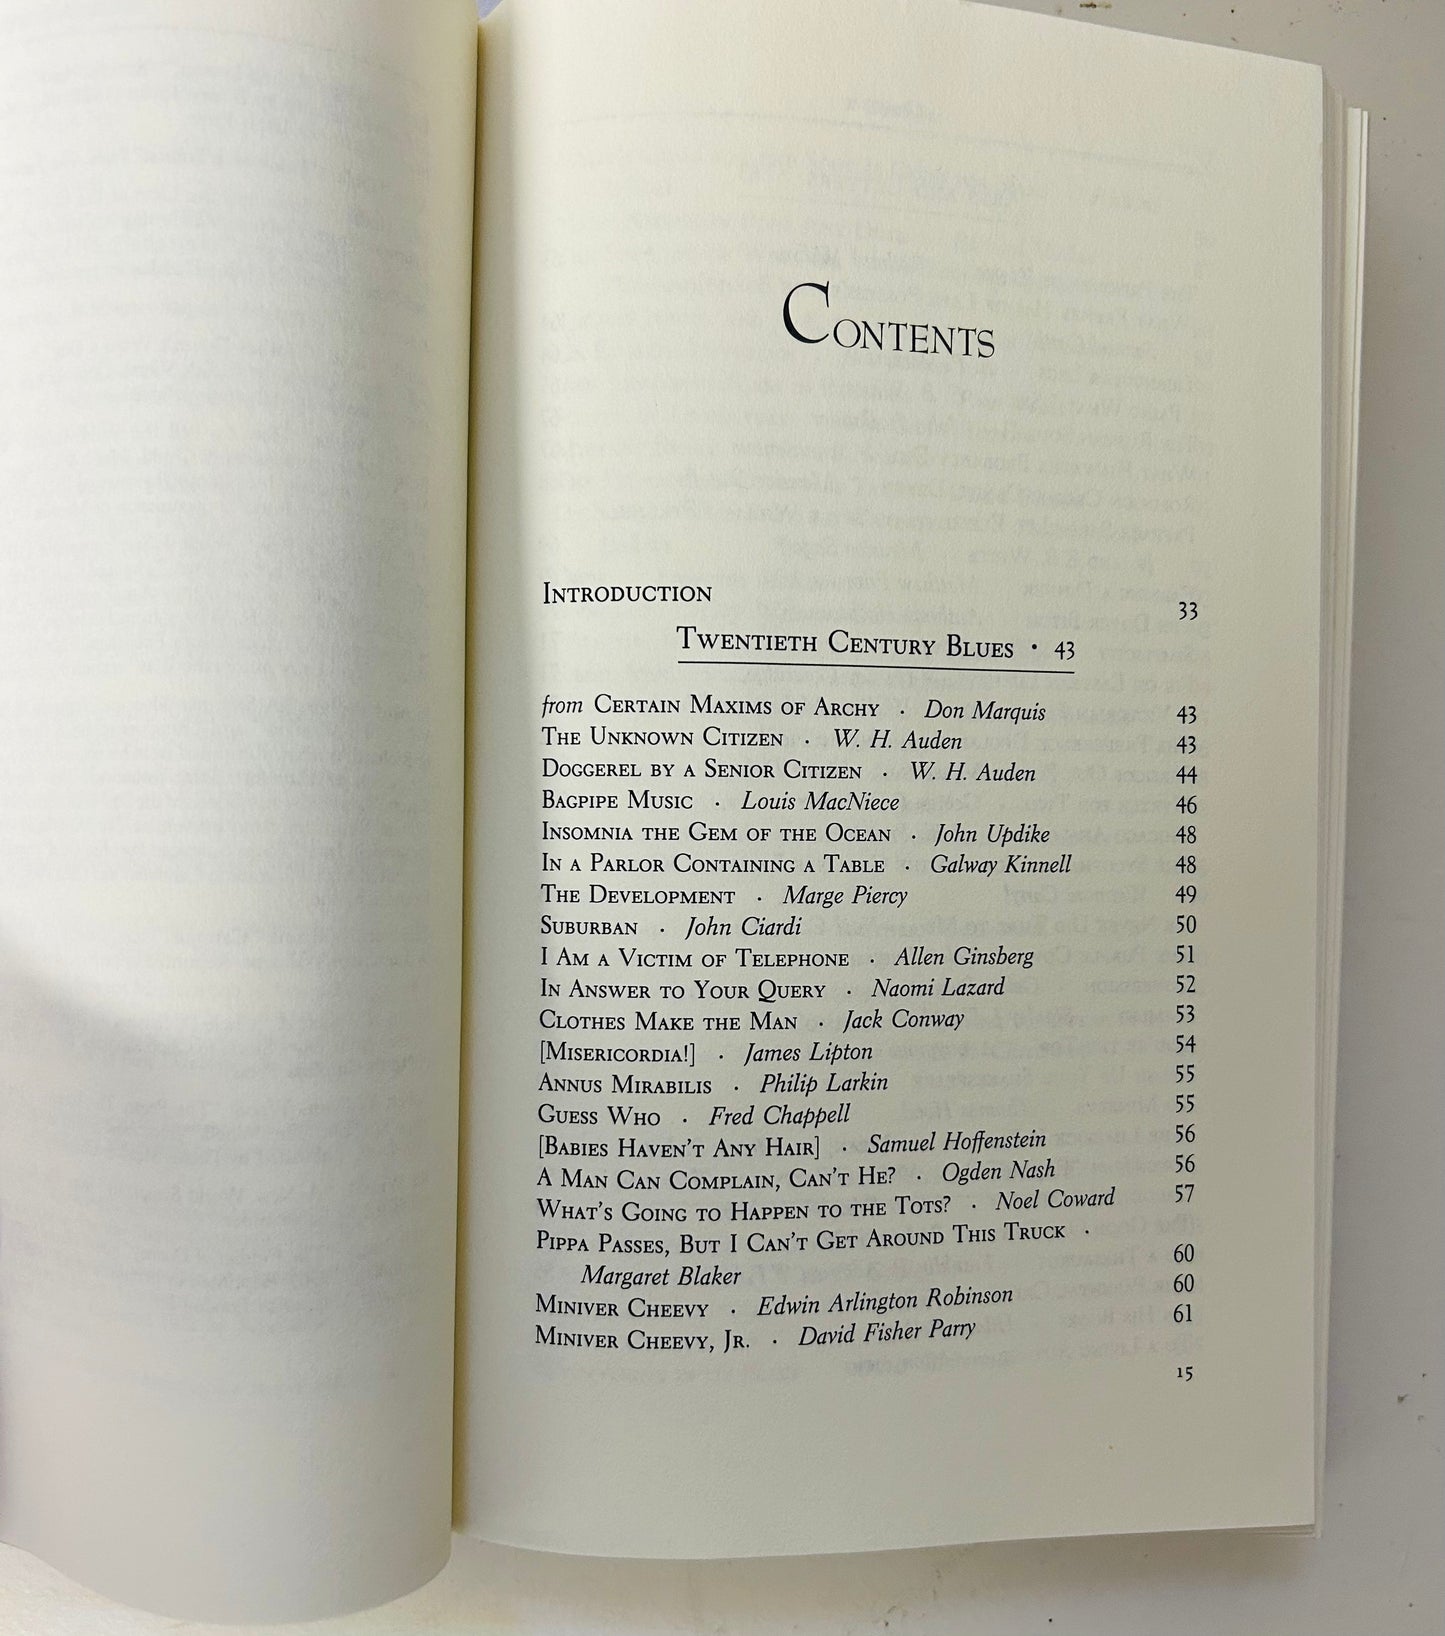 Contents
Introduction 33
Twentieth Century Blues · 43
from Certain Maxims of Archy · Don Marquis 43
The Unknown Citizen · W. H. Auden 43
Doggerel by a Senior Citizen · W. H. Auden 44
Bagpipe Music · Louis MacNiece 46
Insomnia the Gem of the Ocean · John Updike 48
In a Parlor Containing a Table · Galway Kinnell 48
The Development · Marge Piercy 49
Suburban · John Ciardi 50
I Am a Victim of Telephone · Allen Ginsberg 51
In Answer to Your Query · Naomi Lazard 52
Clothes Make the Man · Jack Conway 53
[Misericordia!] · James Lipton 54
Annus Mirabilis · Philip Larkin 55
Guess Who · Fred Chappell 55
[Babies Haven't Any Hair] · Samuel Hoffenstein 56
A Man Can Complain, Can't He? · Ogden Nash 56
What's Going to Happen to the Tots? · Noel Coward 57
Pippa Passes, But I Can't Get Around This Truck ·
Margaret Blaker 60
Miniver Cheevy · Edwin Arlington Robinson 60
Miniver Cheevy, Jr. · David Fisher Parry 61
15